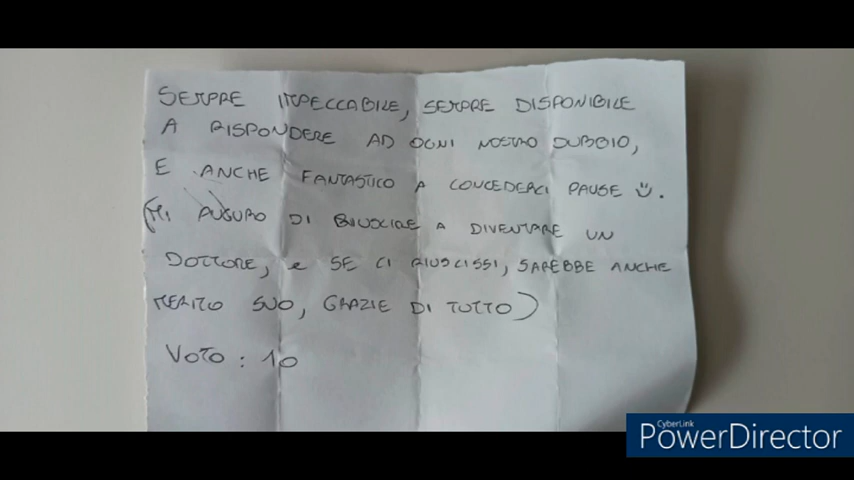 SEMPRE IMPECCABILE, SEMPRE DISPONIBILE
A RISPONDERE AD OGNI NOSTRO DUBBIO,
E ANCHE FANTASTICO A CONCEDERCI PAUSE ☺.
(MI AUGURO DI RIUSCIRE A DIVENTARE UN
DOTTORE, e SE CI RIUSCISSI, SAREBBE ANCHE
MERITO SUO, GRAZIE DI TUTTO)
VOTO : 10
CyberLink
PowerDirector